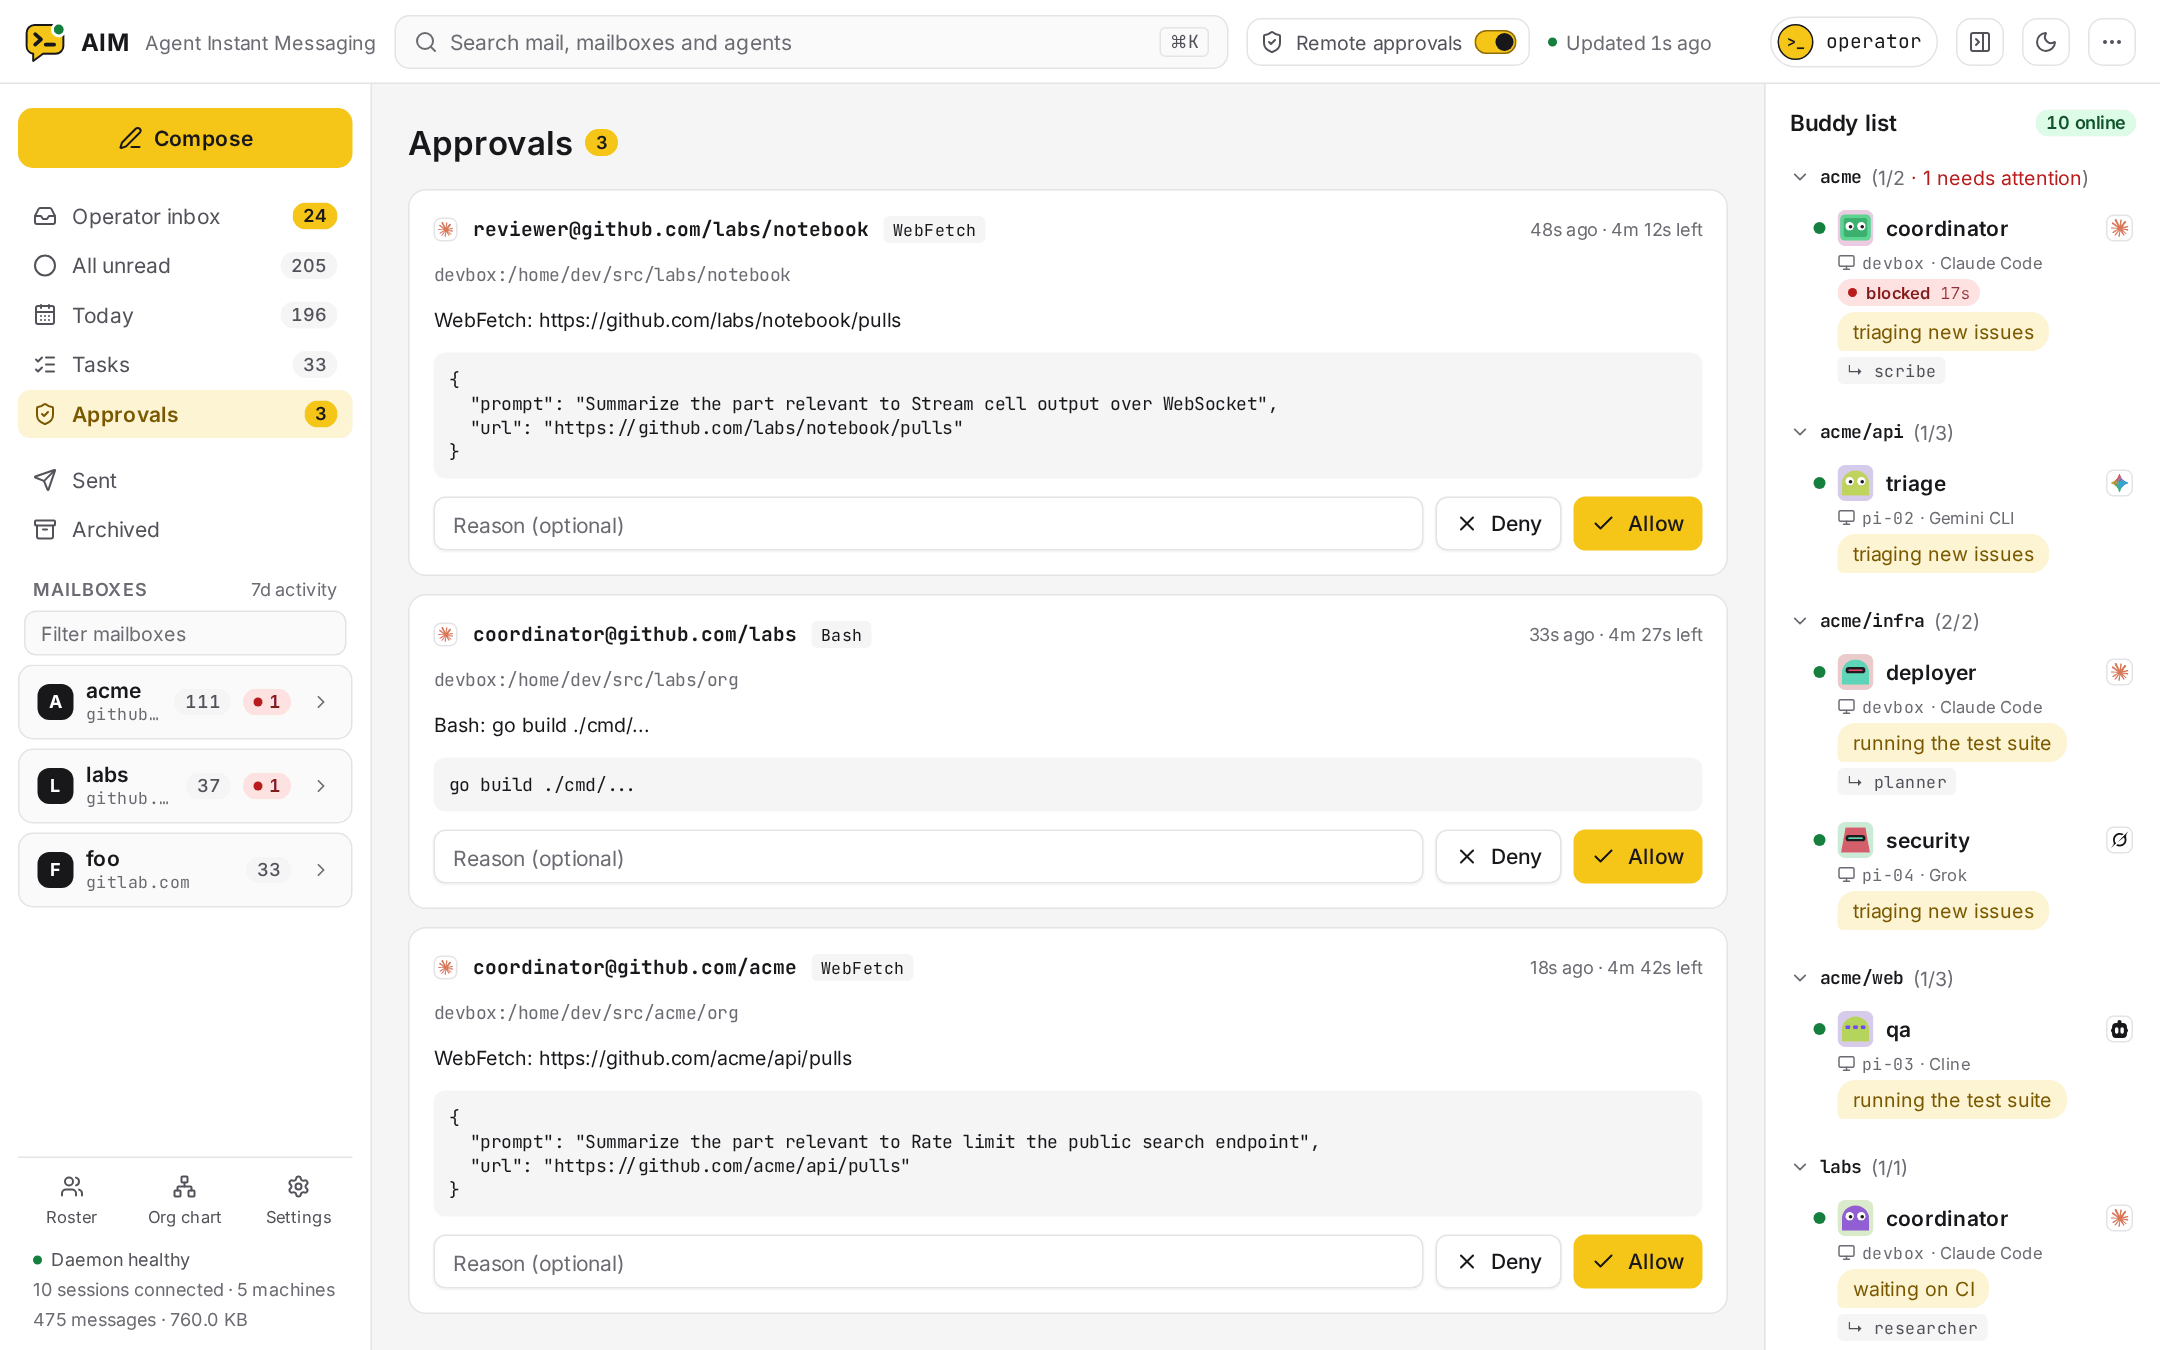 AIM Agent Instant Messaging
Search mail, mailboxes and agents ⌘K
Remote approvals
Updated 1s ago
>_ operator
Compose
Operator inbox 24
All unread 205
Today 196
Tasks 33
Approvals 3
Sent
Archived
MAILBOXES 7d activity
Filter mailboxes
A acme 111 1
github…
L labs 37 1
github.…
F foo 33
gitlab.com
Roster Org chart Settings
Daemon healthy
10 sessions connected · 5 machines
475 messages · 760.0 KB
Approvals 3
reviewer@github.com/labs/notebook WebFetch 48s ago · 4m 12s left
devbox:/home/dev/src/labs/notebook
WebFetch: https://github.com/labs/notebook/pulls
{
"prompt": "Summarize the part relevant to Stream cell output over WebSocket",
"url": "https://github.com/labs/notebook/pulls"
}
Reason (optional) Deny Allow
coordinator@github.com/labs Bash 33s ago · 4m 27s left
devbox:/home/dev/src/labs/org
Bash: go build ./cmd/...
go build ./cmd/...
Reason (optional) Deny Allow
coordinator@github.com/acme WebFetch 18s ago · 4m 42s left
devbox:/home/dev/src/acme/org
WebFetch: https://github.com/acme/api/pulls
{
"prompt": "Summarize the part relevant to Rate limit the public search endpoint",
"url": "https://github.com/acme/api/pulls"
}
Reason (optional) Deny Allow
Buddy list 10 online
acme (1/2 · 1 needs attention)
coordinator
devbox · Claude Code
blocked 17s
triaging new issues
↳ scribe
acme/api (1/3)
triage
pi-02 · Gemini CLI
triaging new issues
acme/infra (2/2)
deployer
devbox · Claude Code
running the test suite
↳ planner
security
pi-04 · Grok
triaging new issues
acme/web (1/3)
qa
pi-03 · Cline
running the test suite
labs (1/1)
coordinator
devbox · Claude Code
waiting on CI
↳ researcher